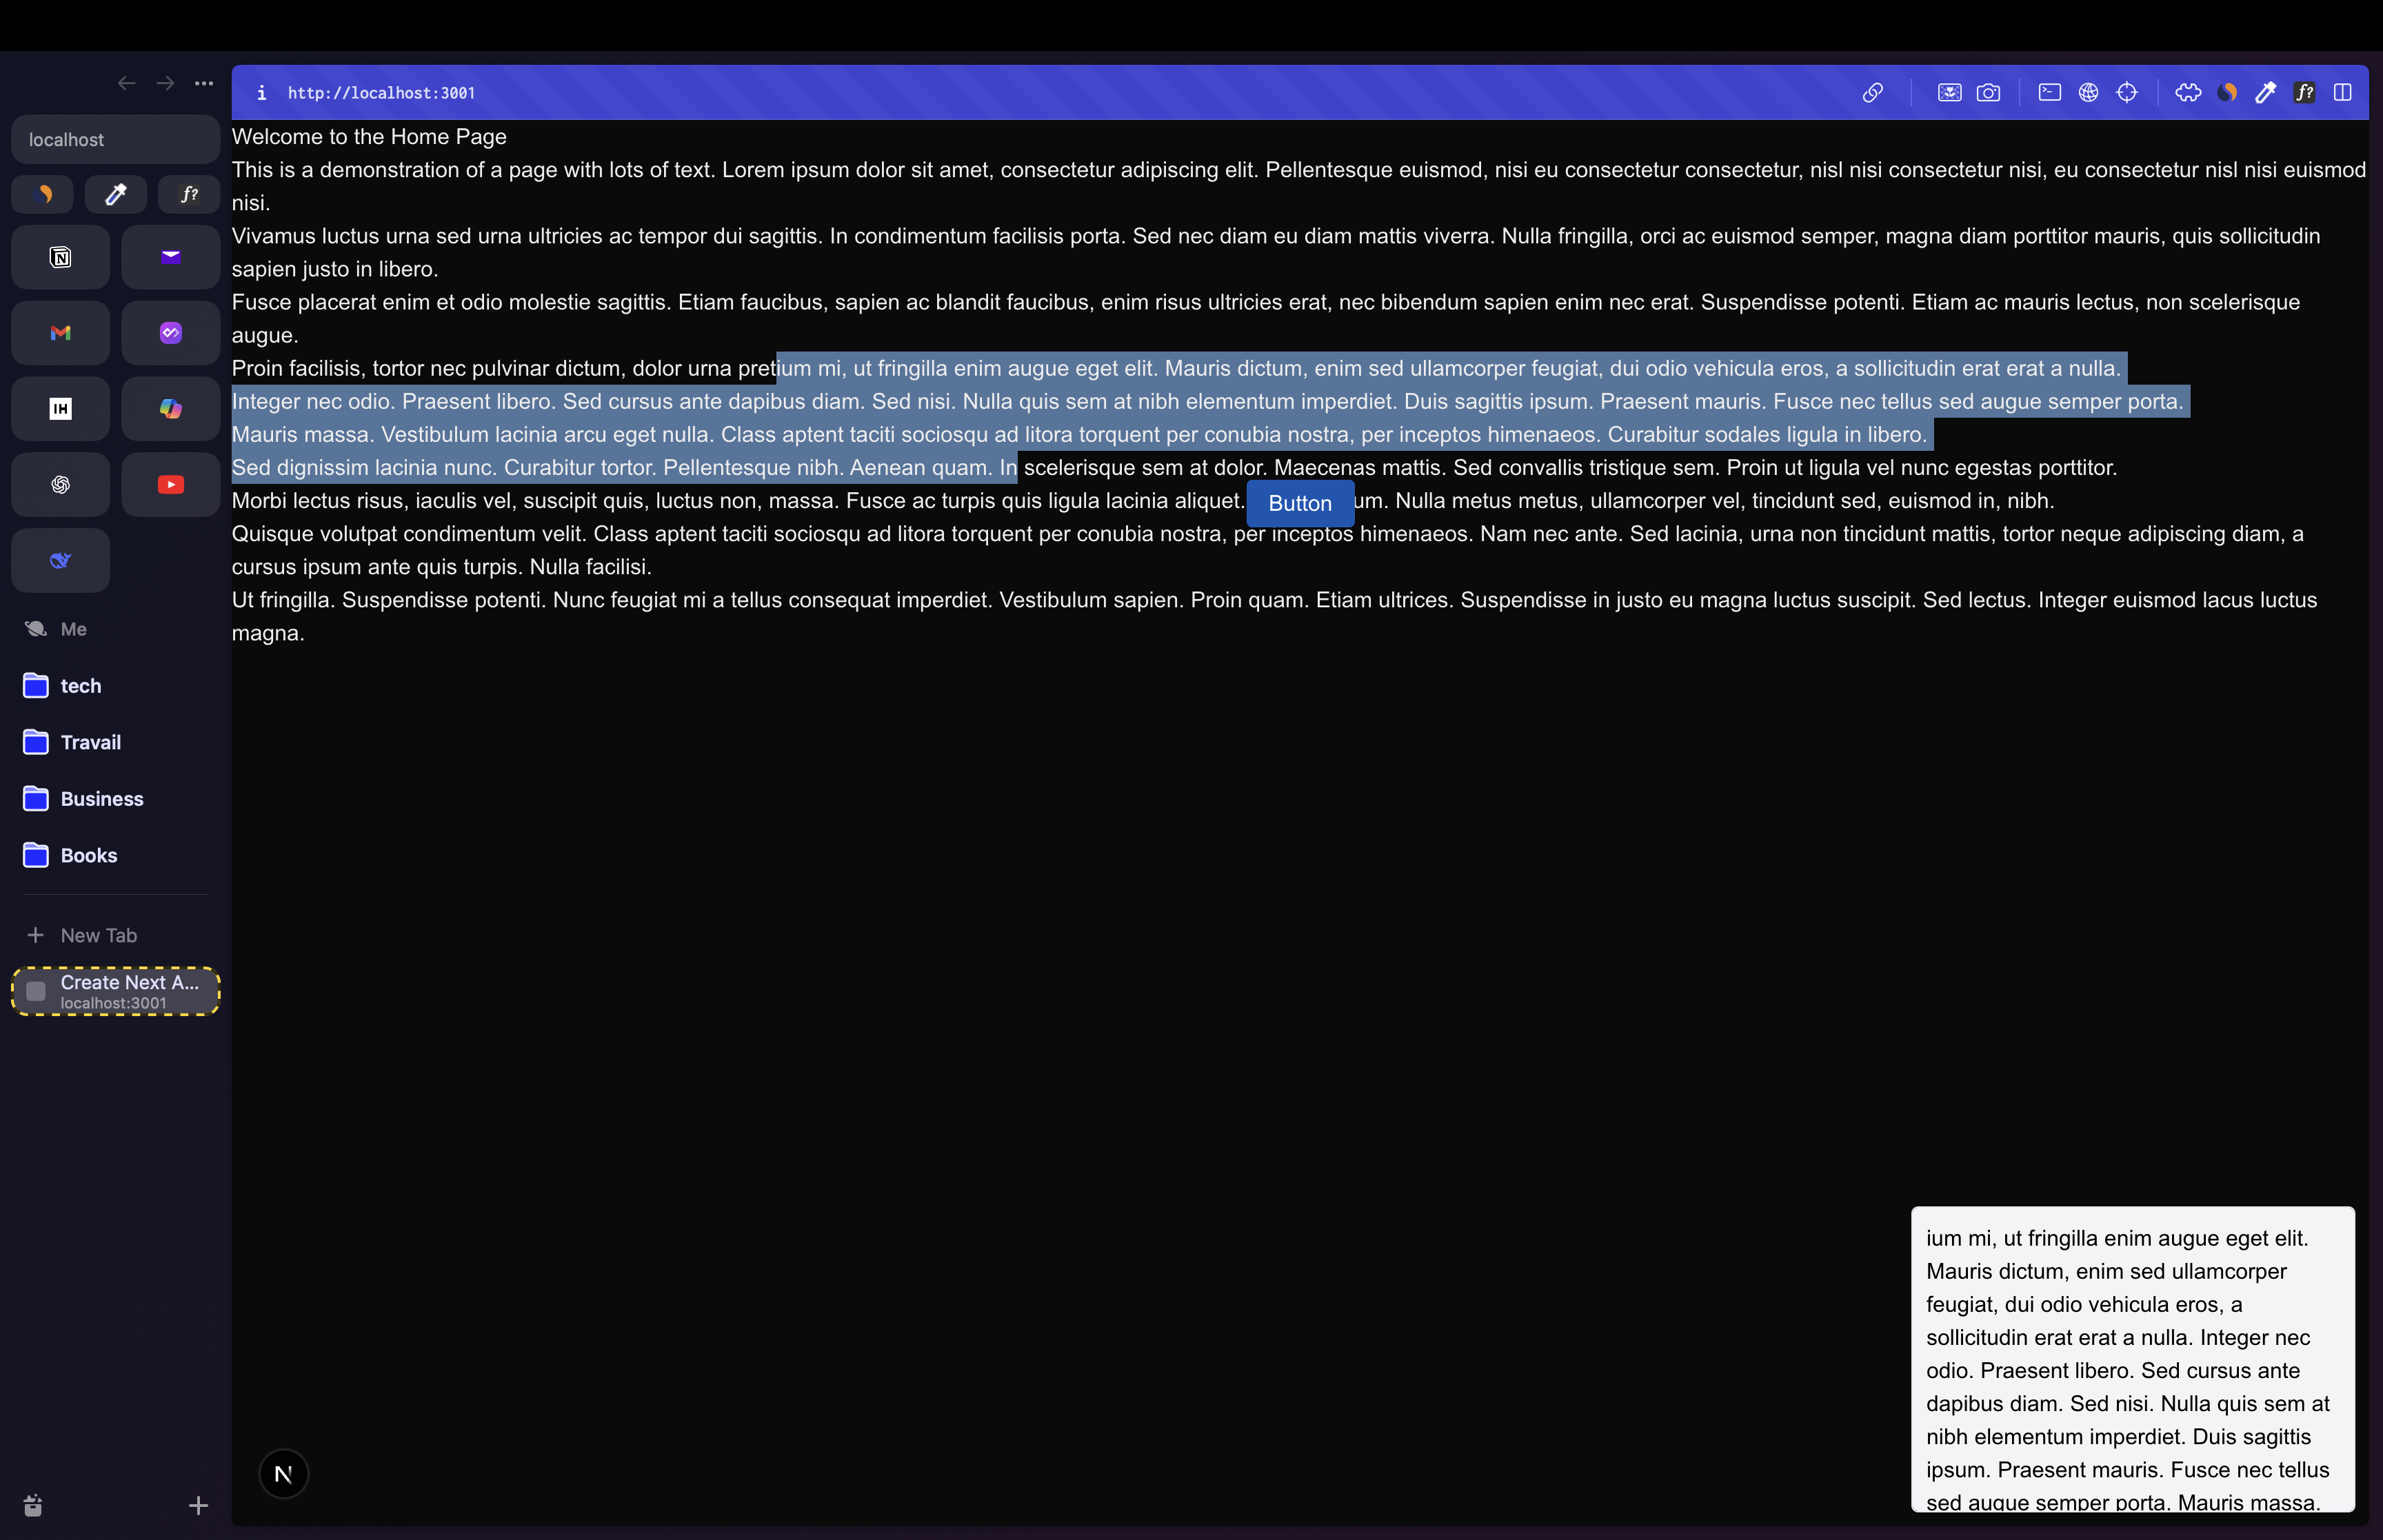 http://localhost:3001
localhost
f?
f?
N
M
IH
Me
tech
Travail
Business
Books
New Tab
Create Next A...
localhost:3001
Welcome to the Home Page
This is a demonstration of a page with lots of text. Lorem ipsum dolor sit amet, consectetur adipiscing elit. Pellentesque euismod, nisi eu consectetur consectetur, nisl nisi consectetur nisi, eu consectetur nisl nisi euismod
nisi.
Vivamus luctus urna sed urna ultricies ac tempor dui sagittis. In condimentum facilisis porta. Sed nec diam eu diam mattis viverra. Nulla fringilla, orci ac euismod semper, magna diam porttitor mauris, quis sollicitudin
sapien justo in libero.
Fusce placerat enim et odio molestie sagittis. Etiam faucibus, sapien ac blandit faucibus, enim risus ultricies erat, nec bibendum sapien enim nec erat. Suspendisse potenti. Etiam ac mauris lectus, non scelerisque
augue.
Proin facilisis, tortor nec pulvinar dictum, dolor urna pretium mi, ut fringilla enim augue eget elit. Mauris dictum, enim sed ullamcorper feugiat, dui odio vehicula eros, a sollicitudin erat erat a nulla.
Integer nec odio. Praesent libero. Sed cursus ante dapibus diam. Sed nisi. Nulla quis sem at nibh elementum imperdiet. Duis sagittis ipsum. Praesent mauris. Fusce nec tellus sed augue semper porta.
Mauris massa. Vestibulum lacinia arcu eget nulla. Class aptent taciti sociosqu ad litora torquent per conubia nostra, per inceptos himenaeos. Curabitur sodales ligula in libero.
Sed dignissim lacinia nunc. Curabitur tortor. Pellentesque nibh. Aenean quam. In scelerisque sem at dolor. Maecenas mattis. Sed convallis tristique sem. Proin ut ligula vel nunc egestas porttitor.
Morbi lectus risus, iaculis vel, suscipit quis, luctus non, massa. Fusce ac turpis quis ligula lacinia aliquet. Button um. Nulla metus metus, ullamcorper vel, tincidunt sed, euismod in, nibh.
Quisque volutpat condimentum velit. Class aptent taciti sociosqu ad litora torquent per conubia nostra, per inceptos himenaeos. Nam nec ante. Sed lacinia, urna non tincidunt mattis, tortor neque adipiscing diam, a
cursus ipsum ante quis turpis. Nulla facilisi.
Ut fringilla. Suspendisse potenti. Nunc feugiat mi a tellus consequat imperdiet. Vestibulum sapien. Proin quam. Etiam ultrices. Suspendisse in justo eu magna luctus suscipit. Sed lectus. Integer euismod lacus luctus
magna.
N
ium mi, ut fringilla enim augue eget elit.
Mauris dictum, enim sed ullamcorper
feugiat, dui odio vehicula eros, a
sollicitudin erat erat a nulla. Integer nec
odio. Praesent libero. Sed cursus ante
dapibus diam. Sed nisi. Nulla quis sem at
nibh elementum imperdiet. Duis sagittis
ipsum. Praesent mauris. Fusce nec tellus
sed augue semper porta. Mauris massa.